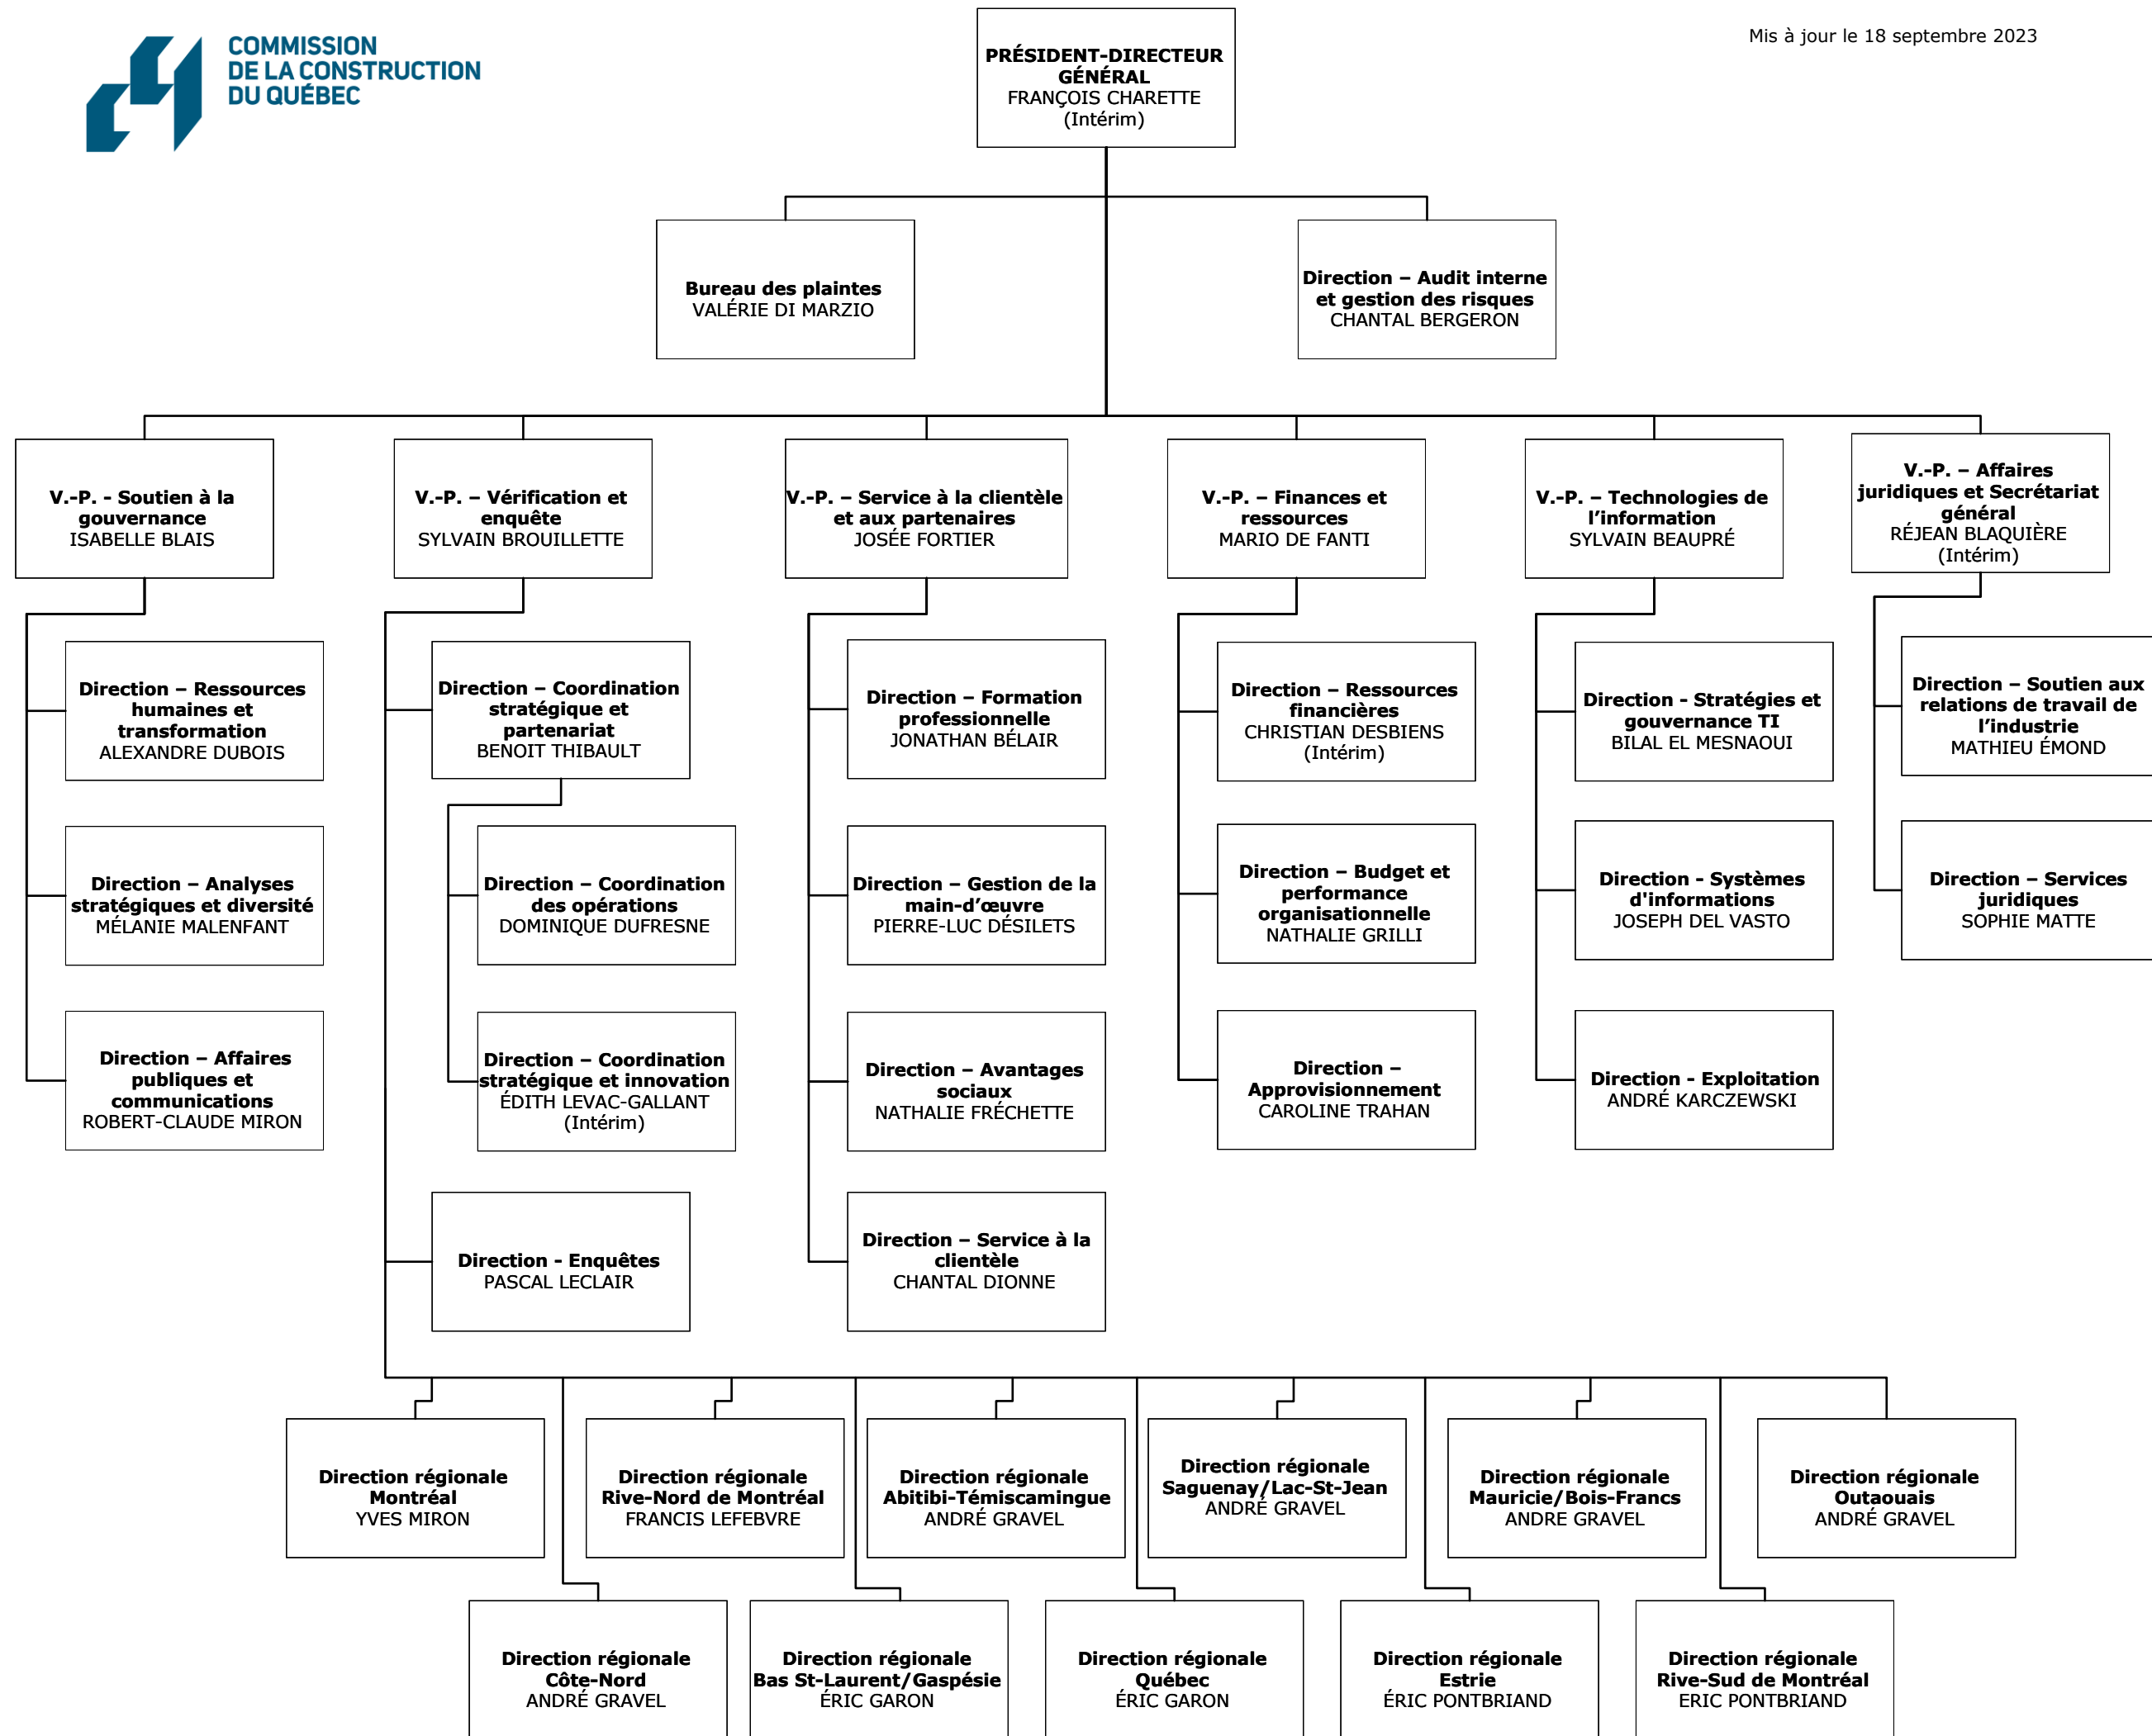 COMMISSION
DE LA CONSTRUCTION
DU QUÉBEC
Mis à jour le 18 septembre 2023
PRÉSIDENT-DIRECTEUR
GÉNÉRAL
FRANÇOIS CHARETTE
(Intérim)
Bureau des plaintes
VALÉRIE DI MARZIO
Direction – Audit interne
et gestion des risques
CHANTAL BERGERON
V.-P. - Soutien à la
gouvernance
ISABELLE BLAIS
V.-P. – Vérification et
enquête
SYLVAIN BROUILLETTE
V.-P. – Service à la clientèle
et aux partenaires
JOSÉE FORTIER
V.-P. – Finances et
ressources
MARIO DE FANTI
V.-P. – Technologies de
l’information
SYLVAIN BEAUPRÉ
V.-P. – Affaires
juridiques et Secrétariat
général
RÉJEAN BLAQUIÈRE
(Intérim)
Direction – Ressources
humaines et
transformation
ALEXANDRE DUBOIS
Direction – Coordination
stratégique et
partenariat
BENOIT THIBAULT
Direction – Formation
professionnelle
JONATHAN BÉLAIR
Direction – Ressources
financières
CHRISTIAN DESBIENS
(Intérim)
Direction - Stratégies et
gouvernance TI
BILAL EL MESNAOUI
Direction – Soutien aux
relations de travail de
l’industrie
MATHIEU ÉMOND
Direction – Analyses
stratégiques et diversité
MÉLANIE MALENFANT
Direction – Coordination
des opérations
DOMINIQUE DUFRESNE
Direction – Gestion de la
main-d’œuvre
PIERRE-LUC DÉSILETS
Direction – Budget et
performance
organisationnelle
NATHALIE GRILLI
Direction - Systèmes
d'informations
JOSEPH DEL VASTO
Direction – Services
juridiques
SOPHIE MATTE
Direction – Affaires
publiques et
communications
ROBERT-CLAUDE MIRON
Direction – Coordination
stratégique et innovation
ÉDITH LEVAC-GALLANT
(Intérim)
Direction – Avantages
sociaux
NATHALIE FRÉCHETTE
Direction –
Approvisionnement
CAROLINE TRAHAN
Direction - Exploitation
ANDRÉ KARCZEWSKI
Direction - Enquêtes
PASCAL LECLAIR
Direction – Service à la
clientèle
CHANTAL DIONNE
Direction régionale
Montréal
YVES MIRON
Direction régionale
Rive-Nord de Montréal
FRANCIS LEFEBVRE
Direction régionale
Abitibi-Témiscamingue
ANDRÉ GRAVEL
Direction régionale
Saguenay/Lac-St-Jean
ANDRÉ GRAVEL
Direction régionale
Mauricie/Bois-Francs
ANDRE GRAVEL
Direction régionale
Outaouais
ANDRÉ GRAVEL
Direction régionale
Côte-Nord
ANDRÉ GRAVEL
Direction régionale
Bas St-Laurent/Gaspésie
ÉRIC GARON
Direction régionale
Québec
ÉRIC GARON
Direction régionale
Estrie
ÉRIC PONTBRIAND
Direction régionale
Rive-Sud de Montréal
ERIC PONTBRIAND